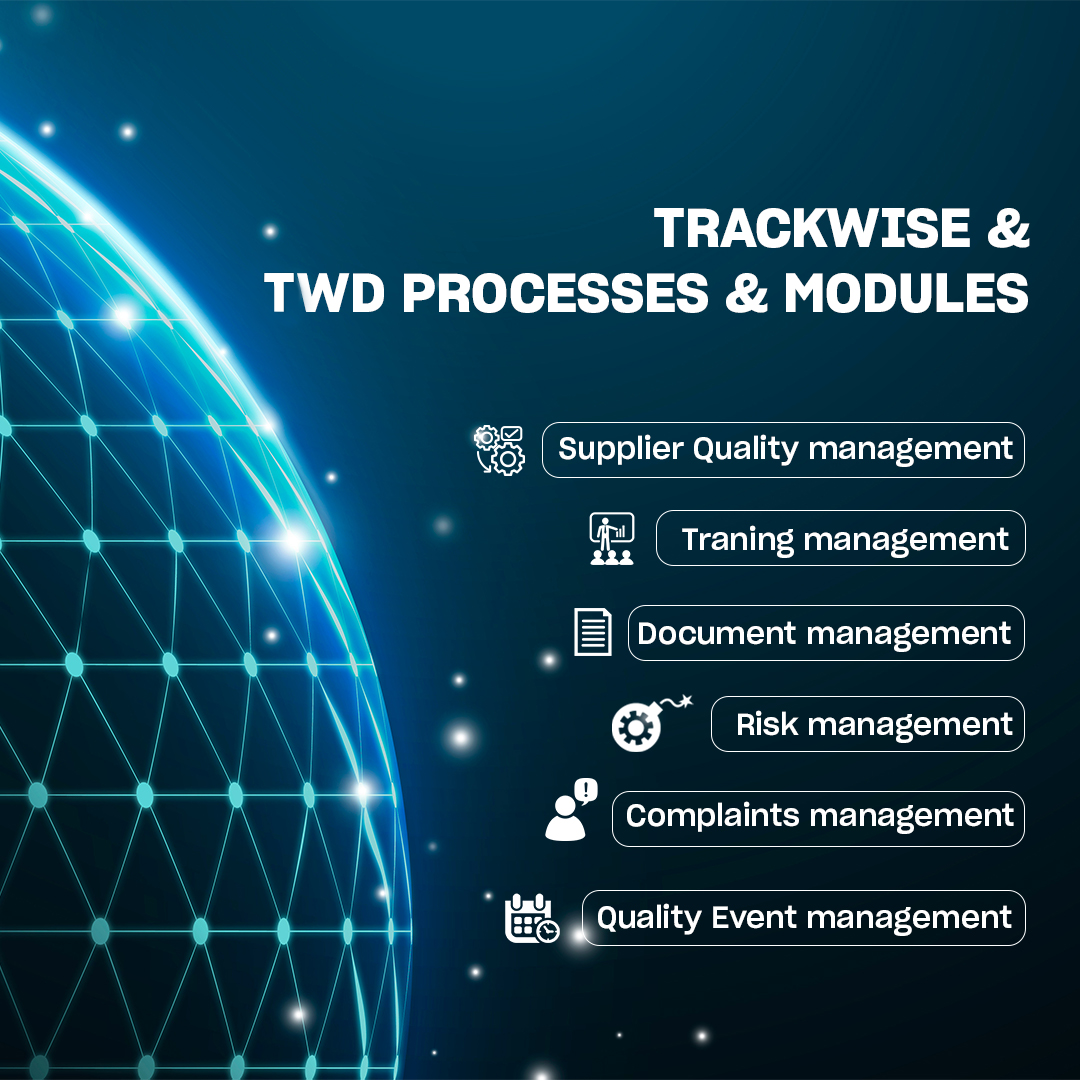 TRACKWISE &
TWD PROCESSES & MODULES
Supplier Quality management
Traning management
Document management
Risk management
!
Complaints management
Quality Event management